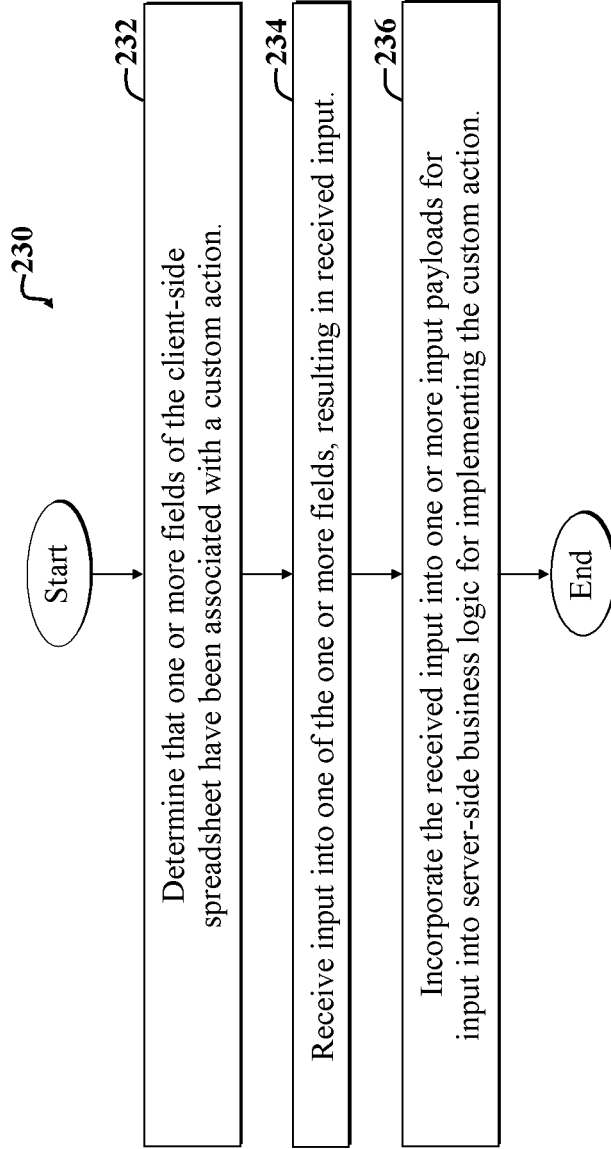 230
Start
232
Determine that one or more fields of the client-side
spreadsheet have been associated with a custom action.
234
Receive input into one of the one or more fields, resulting in received input.
236
Incorporate the received input into one or more input payloads for
input into server-side business logic for implementing the custom action.
End